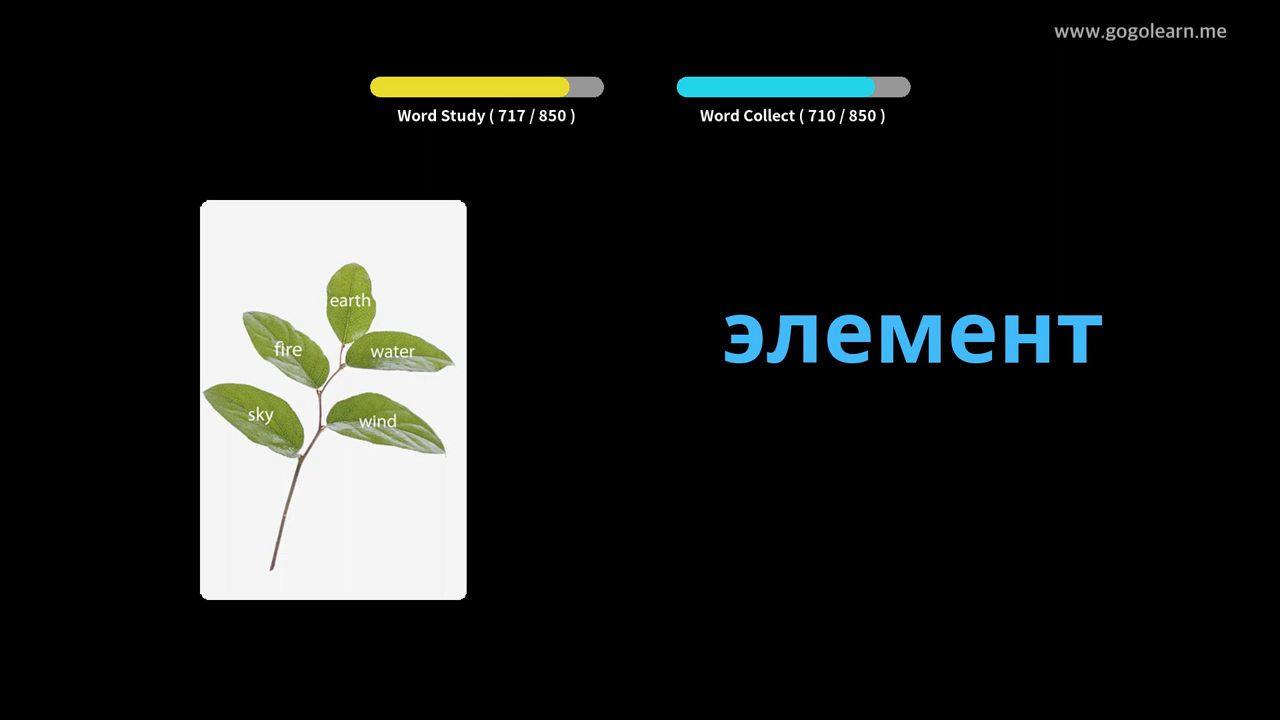 www.gogolearn.me
Word Study ( 717 / 850 )
Word Collect ( 710 / 850 )
earth
fire
water
sky
wind
элемент